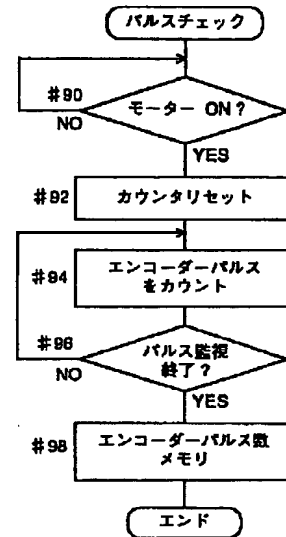 パルスチェック
#90
モーター ON?
NO
YES
#92
カウンタリセット
#94
エンコーダーパルス
をカウント
#96
パルス監視
終了?
NO
YES
#98
エンコーダーパルス数
メモリ
エンド